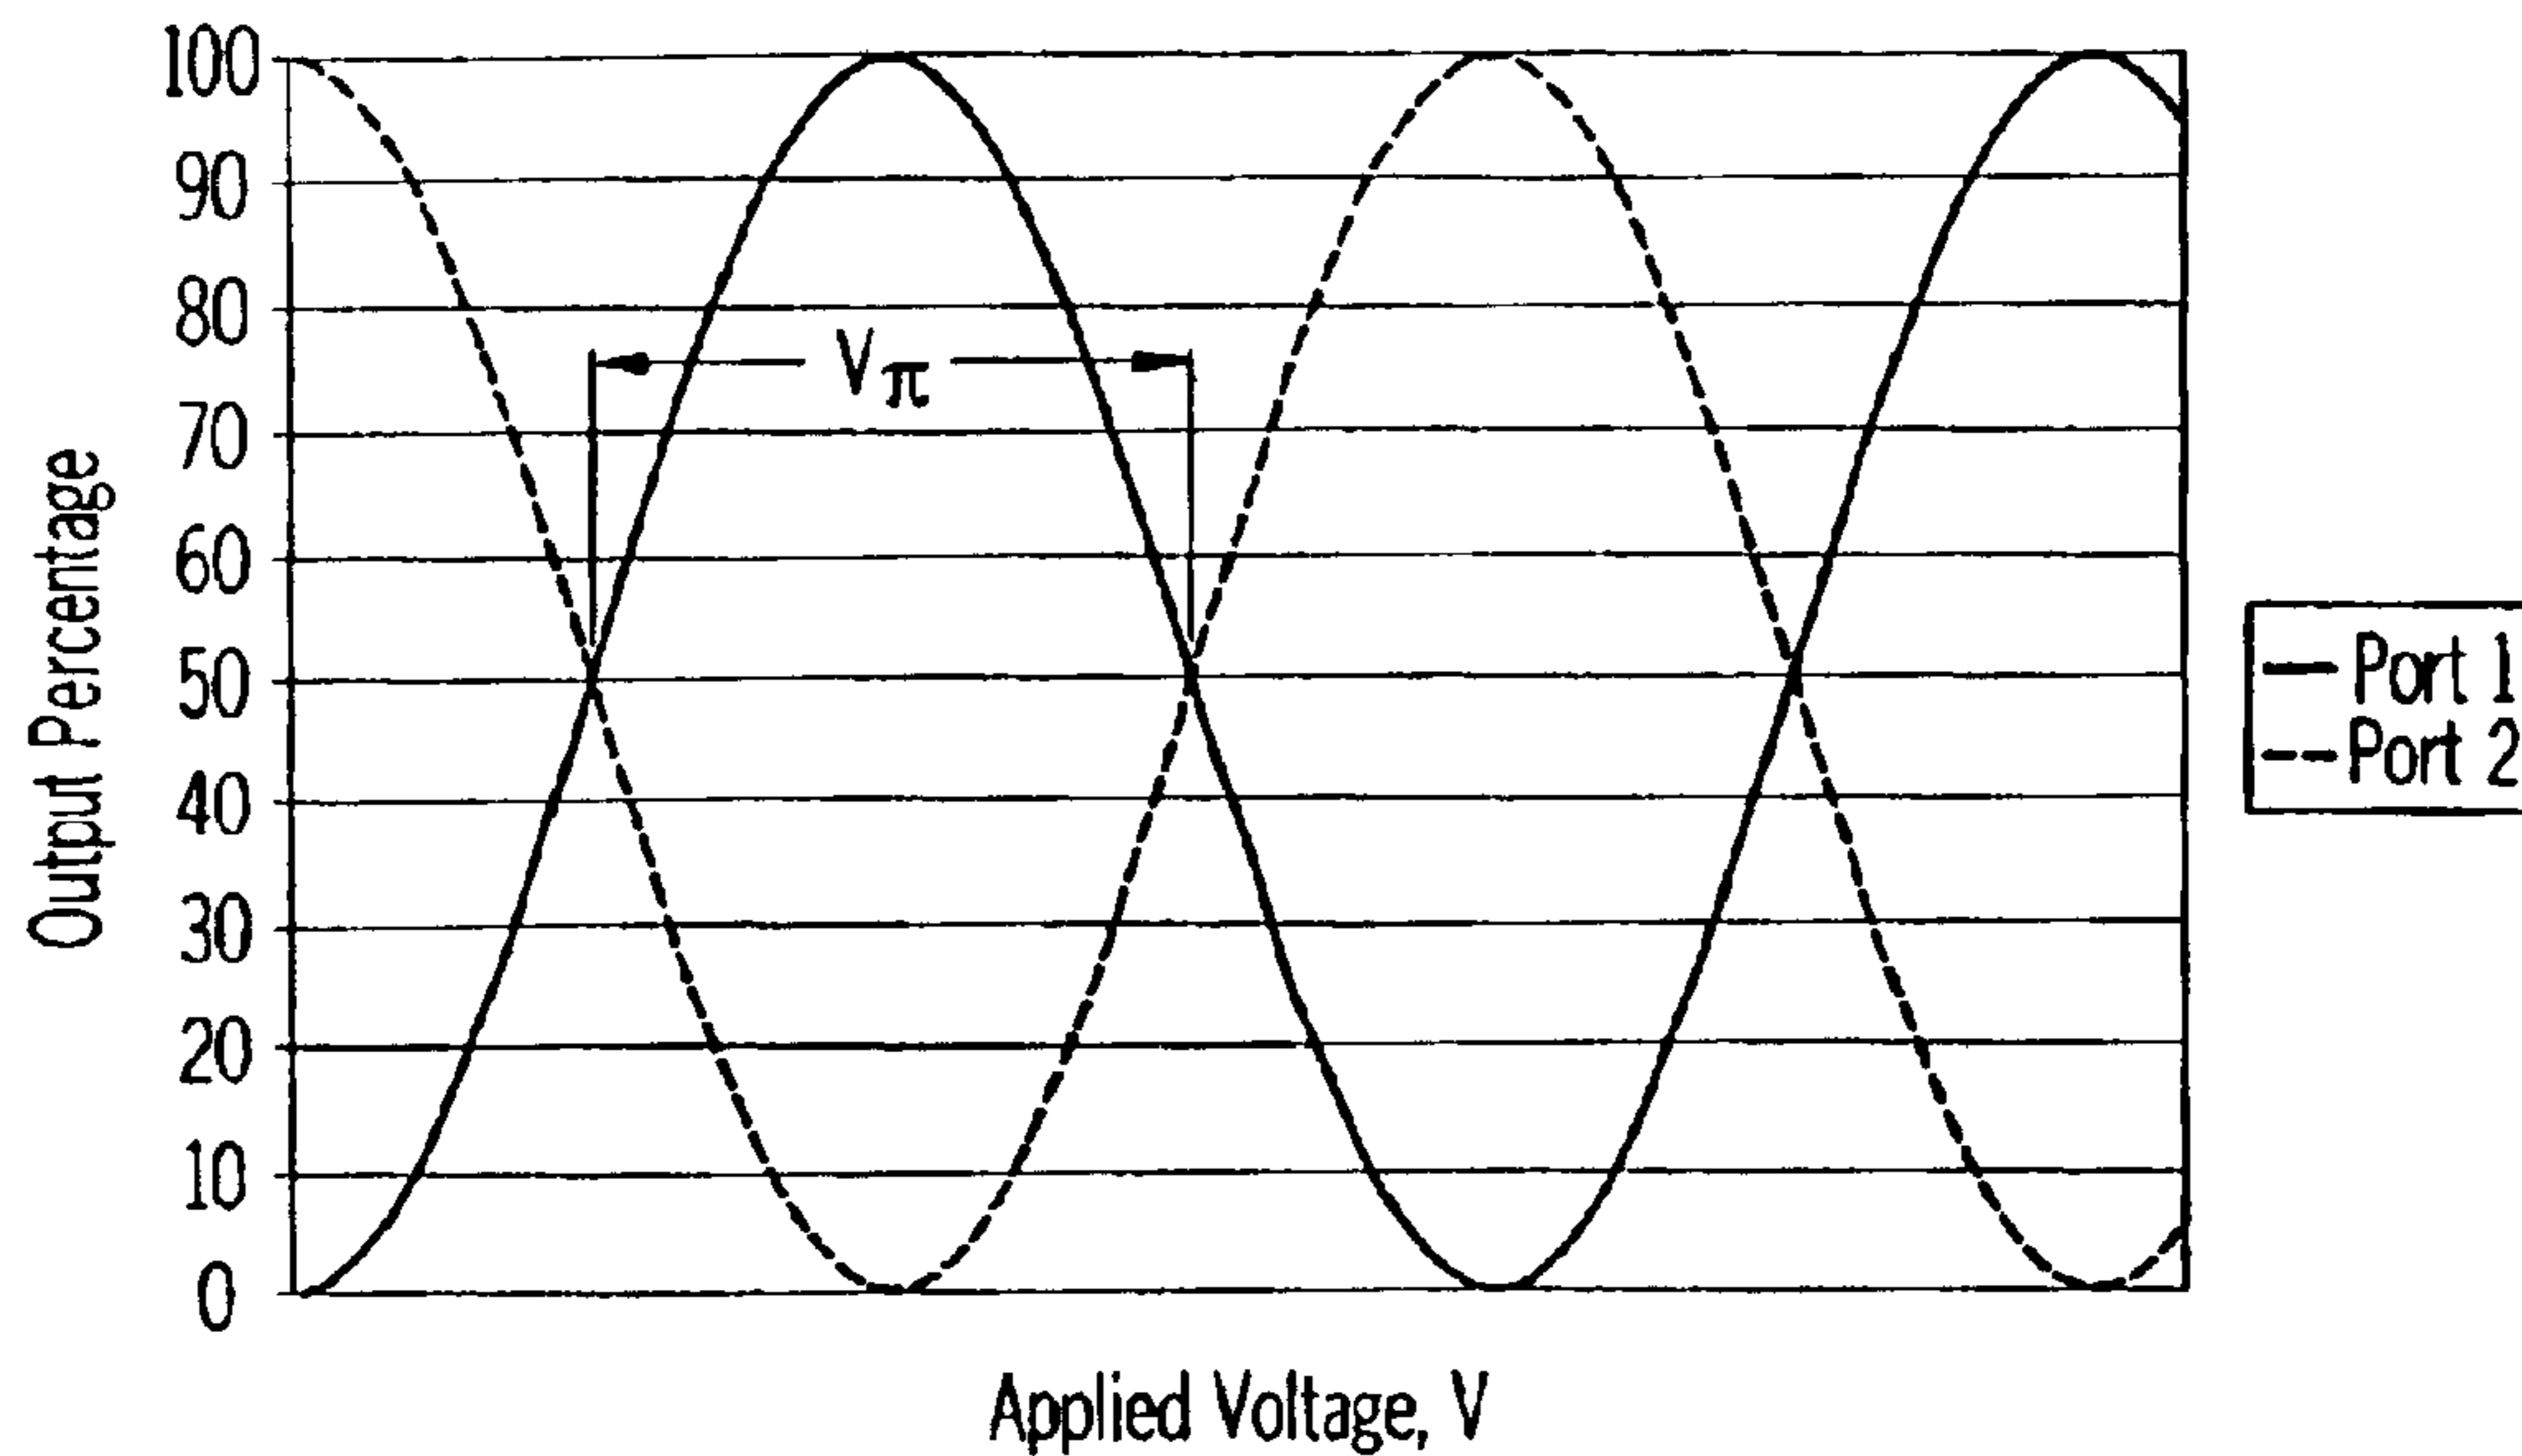 100
90
80
70
60
50
40
30
20
10
0
Output Percentage
Vπ
Applied Voltage, V
Port 1
Port 2